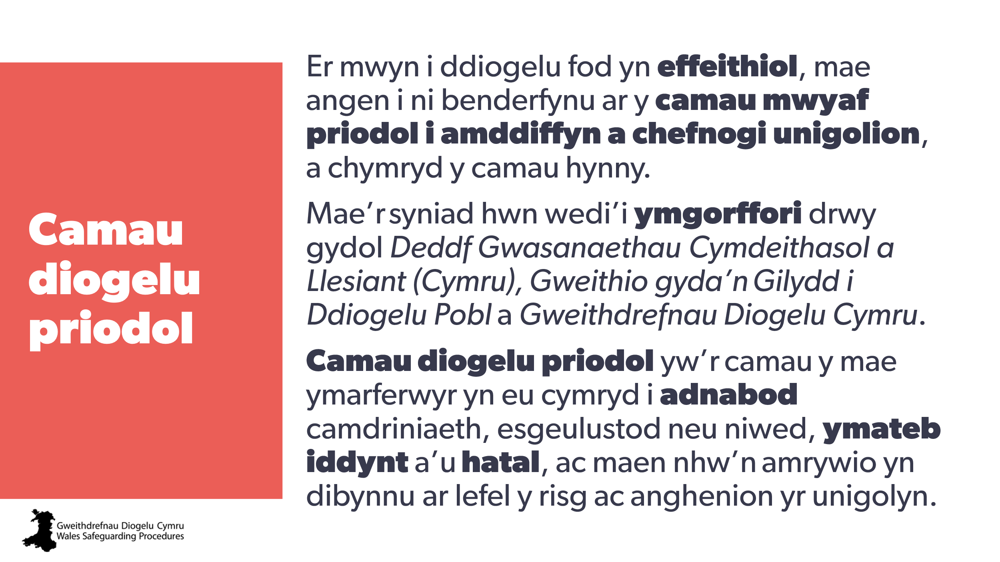 Camau
diogelu
priodol
Er mwyn i ddiogelu fod yn effeithiol, mae
angen i ni benderfynu ar y camau mwyaf
priodol i amddiffyn a chefnogi unigolion,
a chymryd y camau hynny.
Mae’r syniad hwn wedi’i ymgorffori drwy
gydol Deddf Gwasanaethau Cymdeithasol a
Llesiant (Cymru), Gweithio gyda’n Gilydd i
Ddiogelu Pobl a Gweithdrefnau Diogelu Cymru.
Camau diogelu priodol yw’r camau y mae
ymarferwyr yn eu cymryd i adnabod
camdriniaeth, esgeulustod neu niwed, ymateb
iddynt a’u hatal, ac maen nhw’n amrywio yn
dibynnu ar lefel y risg ac anghenion yr unigolyn.
Gweithdrefnau Diogelu Cymru
Wales Safeguarding Procedures